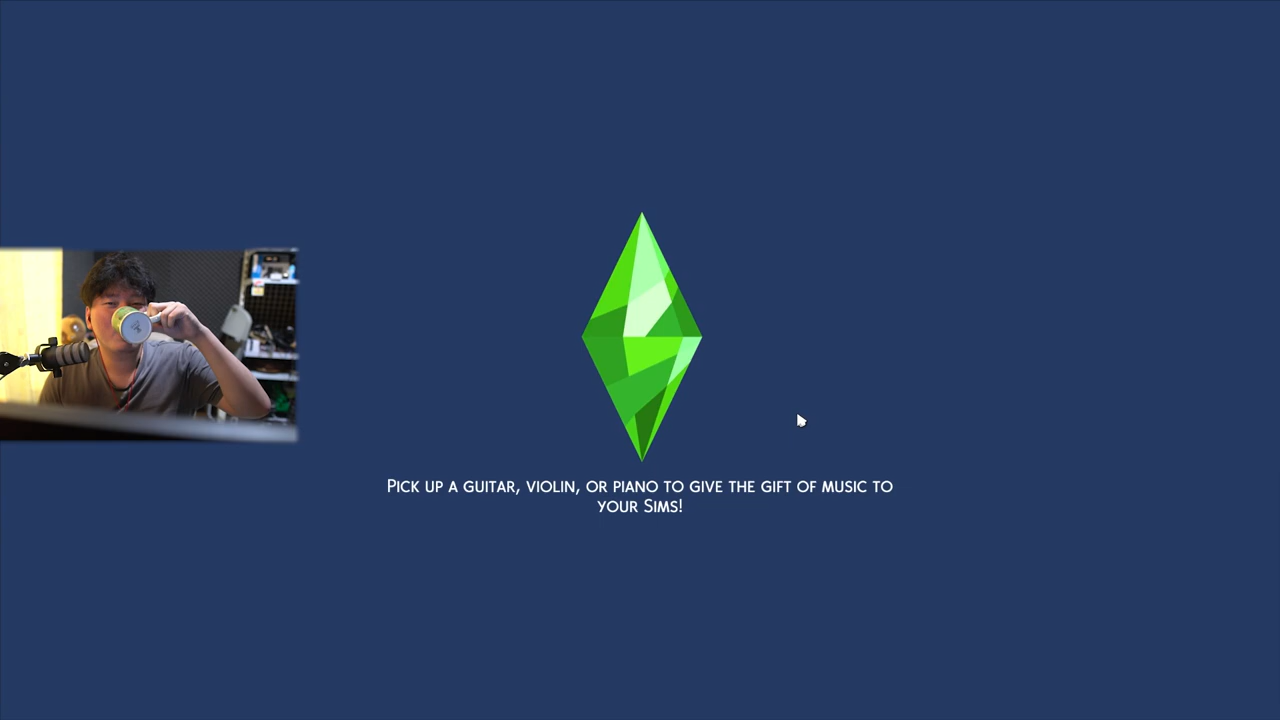 Pick up a guitar, violin, or piano to give the gift of music to
your Sims!